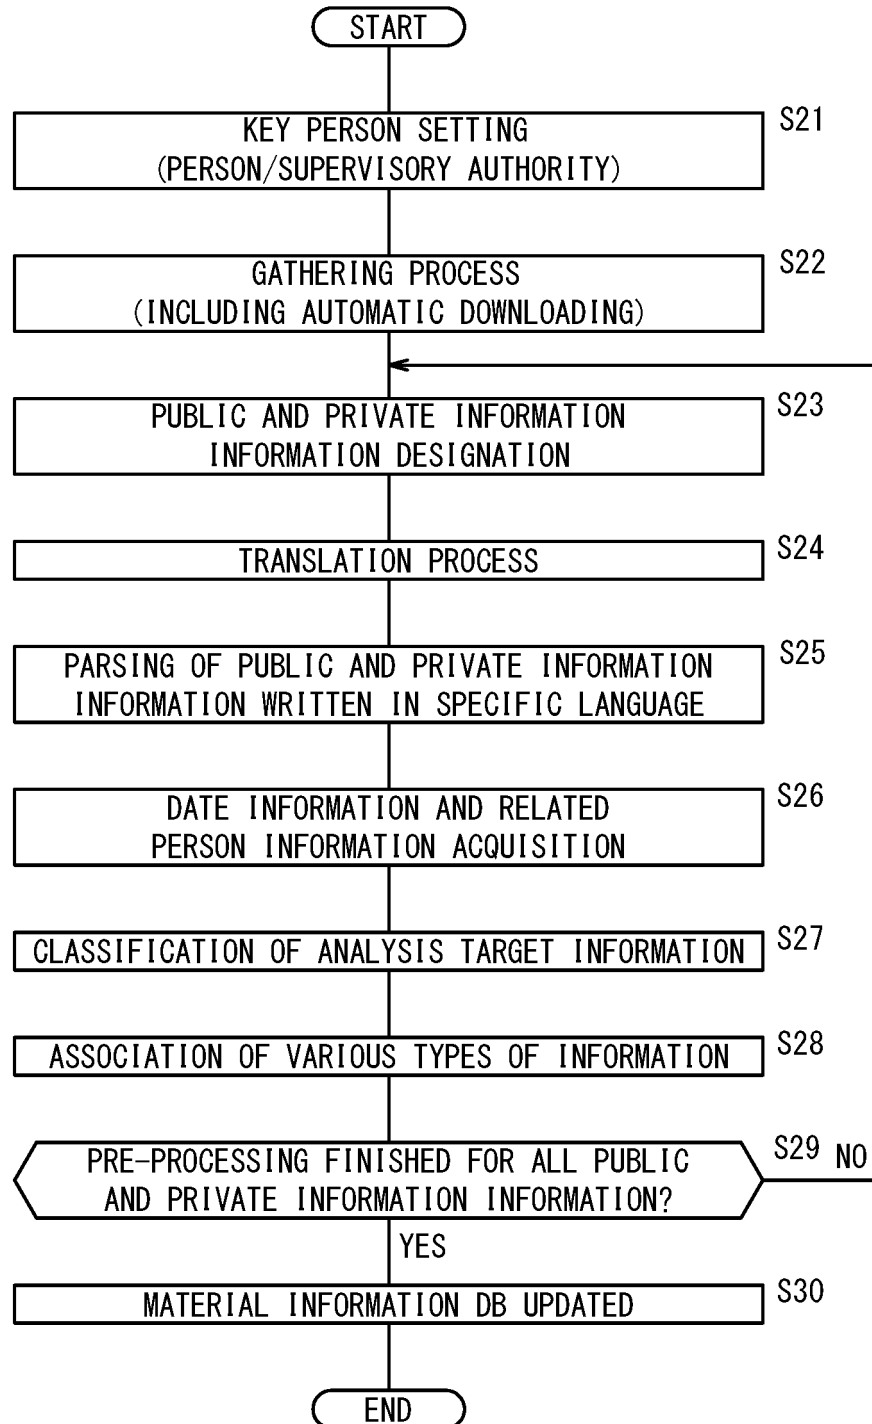 START
S21
KEY PERSON SETTING
(PERSON/SUPERVISORY AUTHORITY)
S22
GATHERING PROCESS
(INCLUDING AUTOMATIC DOWNLOADING)
S23
PUBLIC AND PRIVATE INFORMATION
INFORMATION DESIGNATION
S24
TRANSLATION PROCESS
S25
PARSING OF PUBLIC AND PRIVATE INFORMATION
INFORMATION WRITTEN IN SPECIFIC LANGUAGE
S26
DATE INFORMATION AND RELATED
PERSON INFORMATION ACQUISITION
S27
CLASSIFICATION OF ANALYSIS TARGET INFORMATION
S28
ASSOCIATION OF VARIOUS TYPES OF INFORMATION
S29 NO
PRE-PROCESSING FINISHED FOR ALL PUBLIC
AND PRIVATE INFORMATION INFORMATION?
YES
S30
MATERIAL INFORMATION DB UPDATED
END